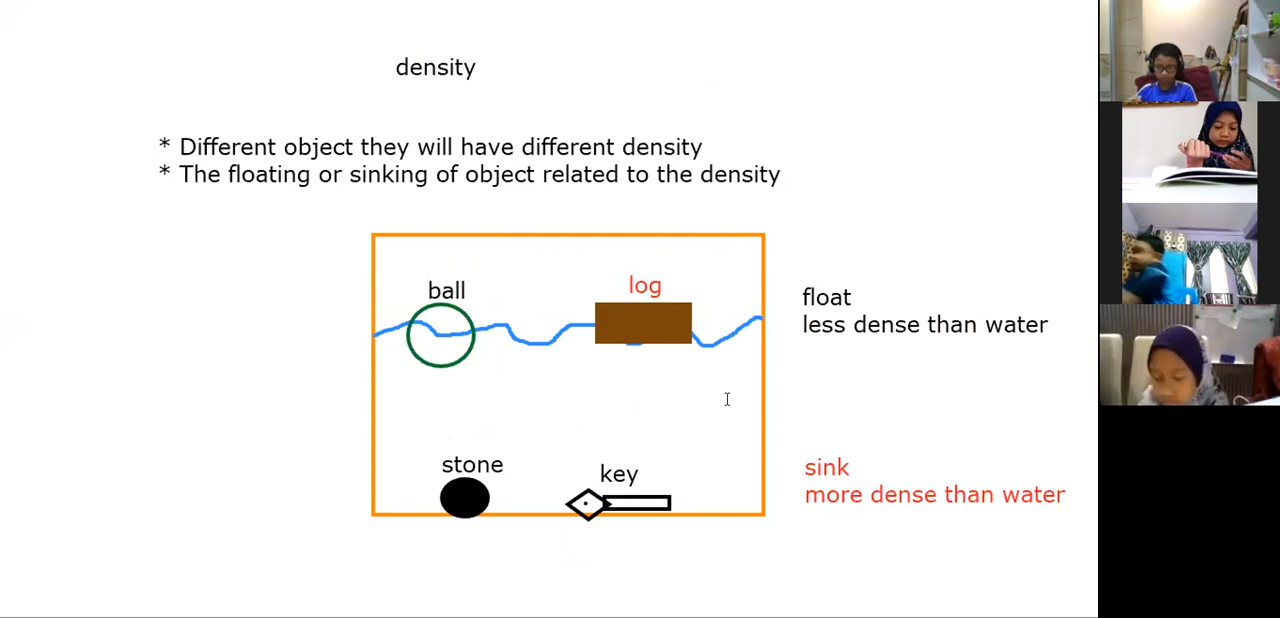 density
* Different object they will have different density
* The floating or sinking of object related to the density
ball
log
float
less dense than water
stone
key
sink
more dense than water